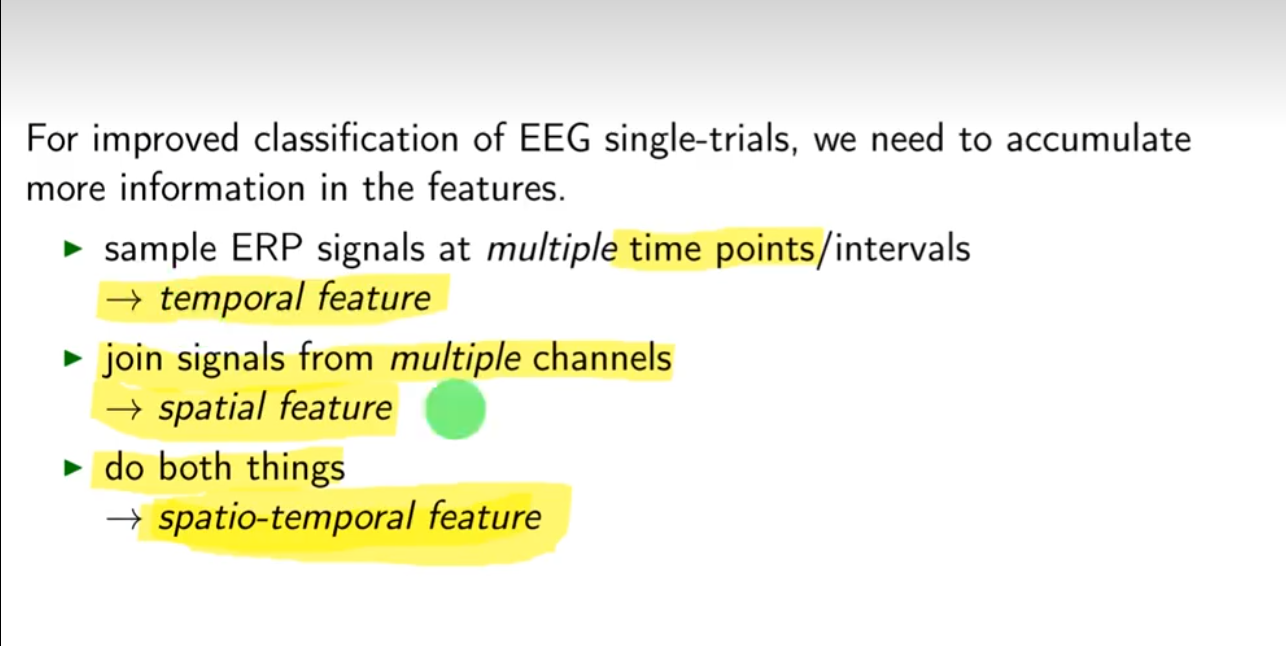 For improved classification of EEG single-trials, we need to accumulate
more information in the features.
► sample ERP signals at multiple time points/intervals
→ temporal feature
► join signals from multiple channels
→ spatial feature
► do both things
→ spatio-temporal feature